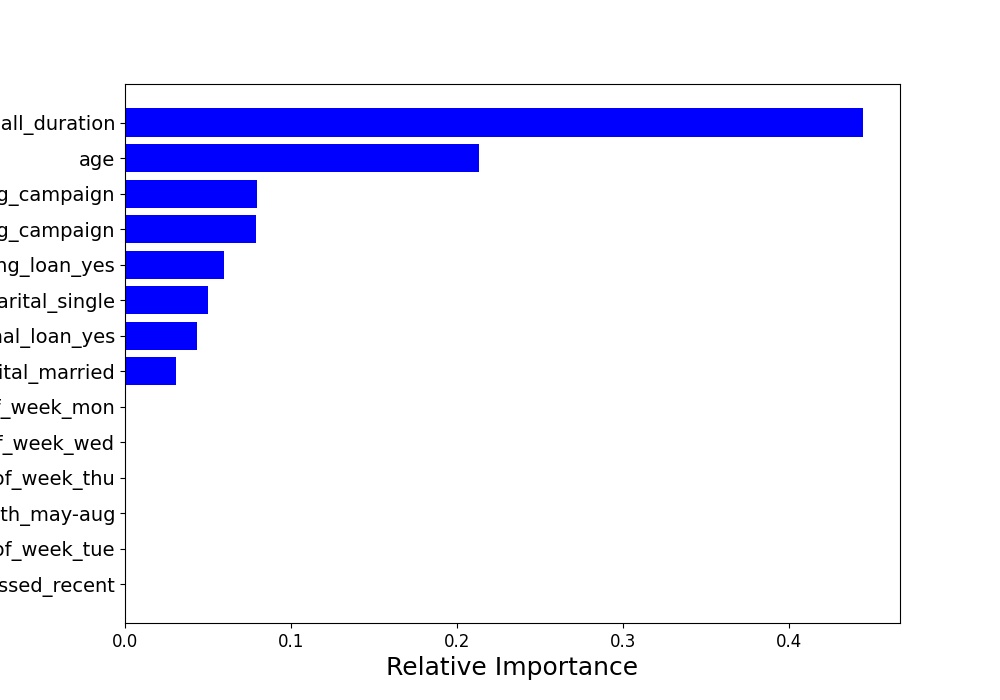 all_duration
age
g_campaign
g_campaign
ng_loan_yes
arital_single
nal_loan_yes
ital_married
f_week_mon
f_week_wed
of_week_thu
th_may-aug
of_week_tue
ssed_recent
0.0 0.1 0.2 0.3 0.4
Relative Importance